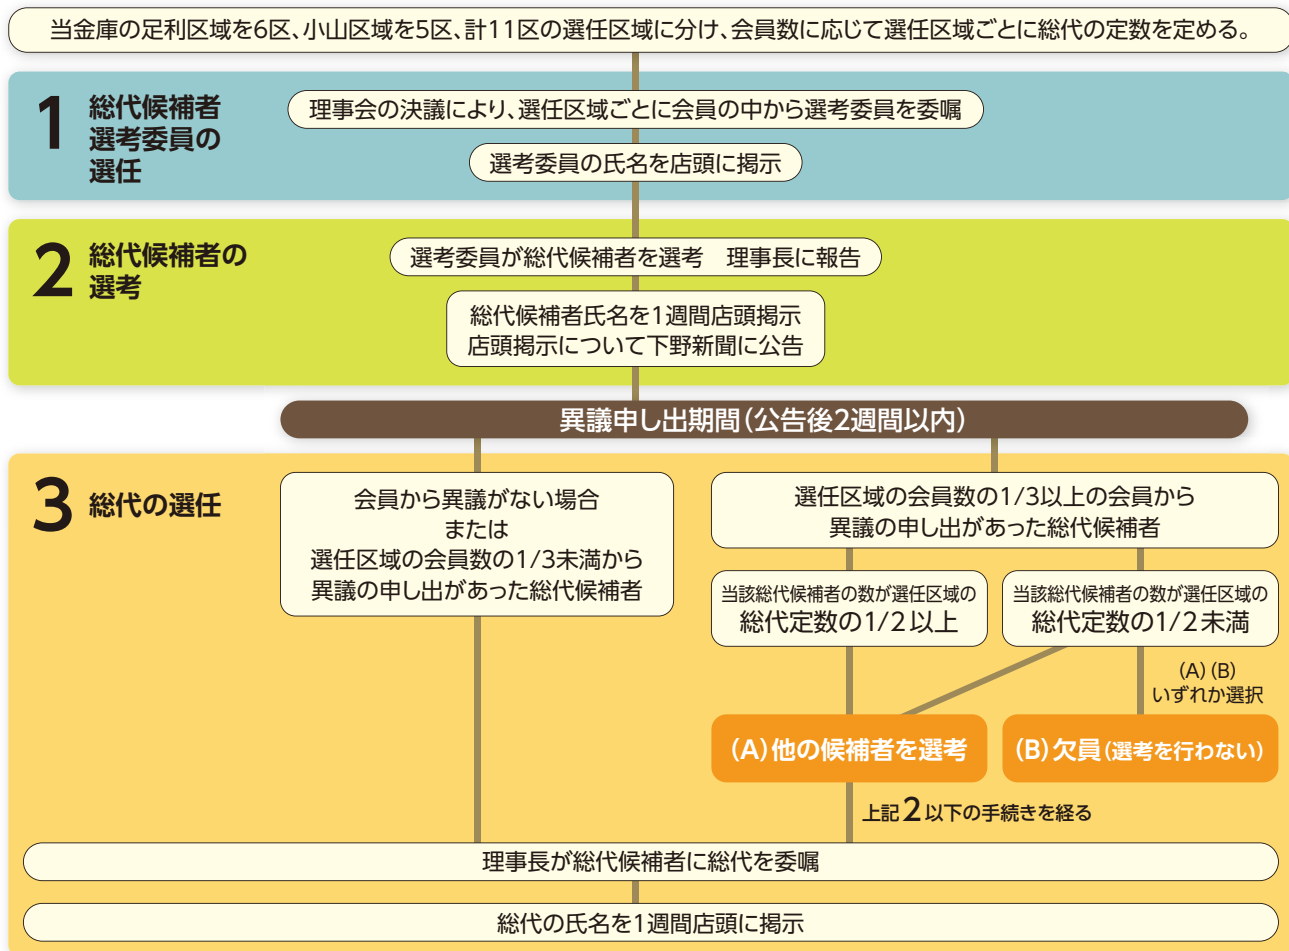 当金庫の足利区域を6区、小山区域を5区、計11区の選任区域に分け、会員数に応じて選任区域ごとに総代の定数を定める。
1
総代候補者
選考委員の
選任
理事会の決議により、選任区域ごとに会員の中から選考委員を委嘱
選考委員の氏名を店頭に掲示
2
総代候補者の
選考
選考委員が総代候補者を選考　理事長に報告
総代候補者氏名を1週間店頭掲示
店頭掲示について下野新聞に公告
異議申し出期間(公告後2週間以内)
3
総代の選任
会員から異議がない場合
または
選任区域の会員数の1/3未満から
異議の申し出があった総代候補者
選任区域の会員数の1/3以上の会員から
異議の申し出があった総代候補者
当該総代候補者の数が選任区域の
総代定数の1/2以上
当該総代候補者の数が選任区域の
総代定数の1/2未満
(A)(B)
いずれか選択
(A)他の候補者を選考
(B)欠員(選考を行わない)
上記2以下の手続きを経る
理事長が総代候補者に総代を委嘱
総代の氏名を1週間店頭に掲示